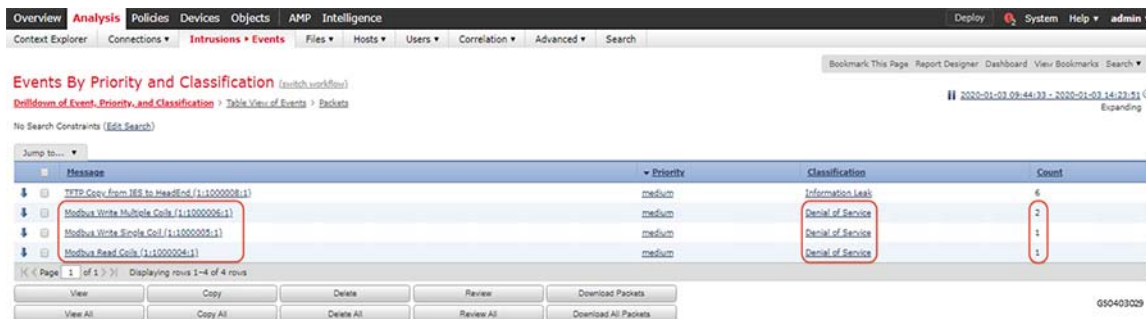 Overview Analysis Policies Devices Objects AMP Intelligence Deploy System Help admin
Context Explorer Connections Intrusions Events Files Hosts Users Correlation Advanced Search
Bookmark This Page Report Designer Dashboard View Bookmarks Search
Events By Priority and Classification (switch workflow)
2020-01-03 09:44:33 - 2020-01-03 14:23:51
Drilldown of Event, Priority, and Classification > Table View of Events > Packets
Expanding
No Search Constraints (Edit Search)
Jump to...
Message Priority Classification Count
TFTP Copy from IES to HeadEnd (1:1000008:1) medium Information Leak 6
Modbus Write Multiple Coils (1:1000006:1) medium Denial of Service 2
Modbus Write Single Coil (1:1000005:1) medium Denial of Service 1
Modbus Read Coils (1:1000004:1) medium Denial of Service 1
Page 1 of 1 Displaying rows 1–4 of 4 rows
View Copy Delete Review Download Packets
View All Copy All Delete All Review All Download All Packets
GS0403029